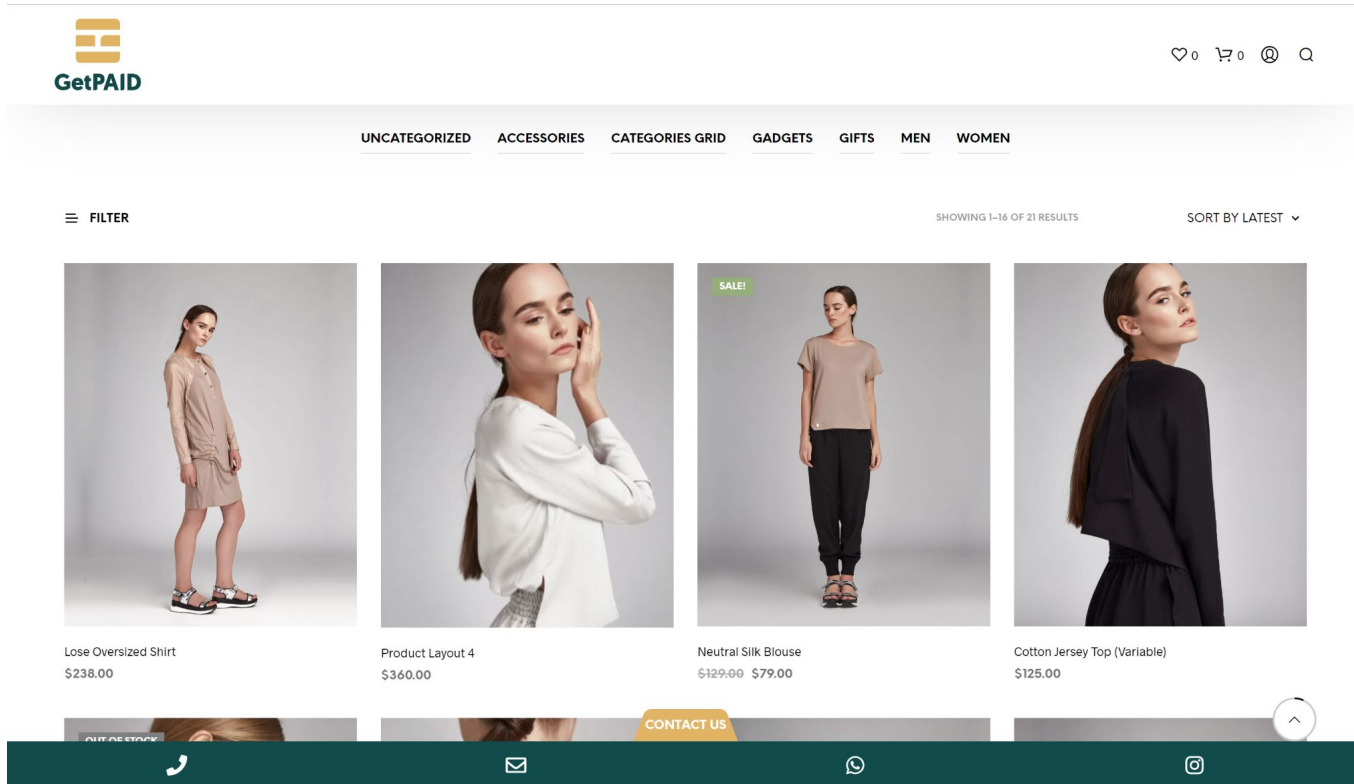 GetPAID
0 0
UNCATEGORIZED ACCESSORIES CATEGORIES GRID GADGETS GIFTS MEN WOMEN
FILTER SHOWING 1–16 OF 21 RESULTS SORT BY LATEST
SALE!
Lose Oversized Shirt
$238.00
Product Layout 4
$360.00
Neutral Silk Blouse
$129.00 $79.00
Cotton Jersey Top (Variable)
$125.00
OUT OF STOCK
CONTACT US